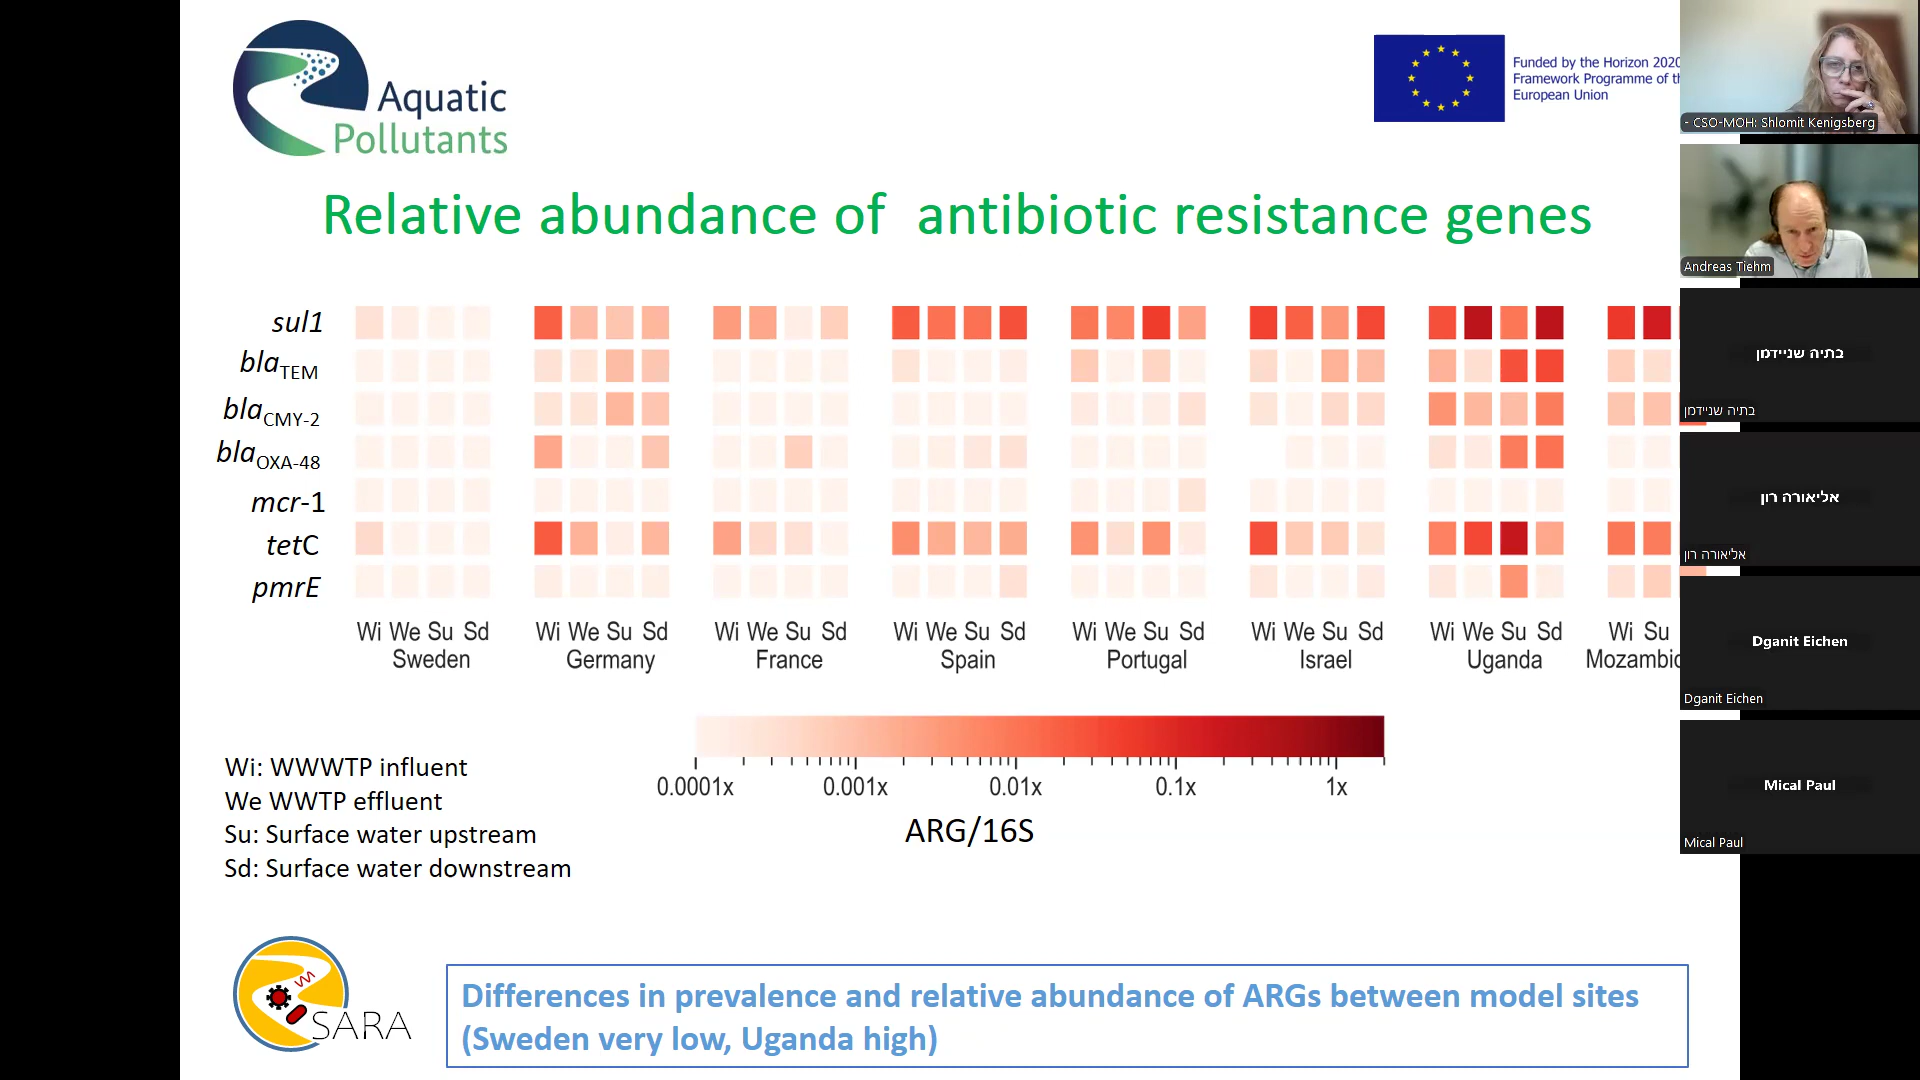 Aquatic
Pollutants
Funded by the Horizon 2020
Framework Programme of th
European Union
Relative abundance of antibiotic resistance genes
sul1
blaTEM
blaCMY-2
blaOXA-48
mcr-1
tetC
pmrE
Wi We Su Sd Wi We Su Sd Wi We Su Sd Wi We Su Sd Wi We Su Sd Wi We Su Sd Wi We Su Sd Wi Su
Sweden Germany France Spain Portugal Israel Uganda Mozambic
0.0001x 0.001x 0.01x 0.1x 1x
ARG/16S
Wi: WWWTP influent
We WWTP effluent
Su: Surface water upstream
Sd: Surface water downstream
SARA
Differences in prevalence and relative abundance of ARGs between model sites
(Sweden very low, Uganda high)
- CSO-MOH: Shlomit Kenigsberg
Andreas Tiehm
בתיה שניידמן
בתיה שניידמן
אליאורה רון
אליאורה רון
Dganit Eichen
Dganit Eichen
Mical Paul
Mical Paul